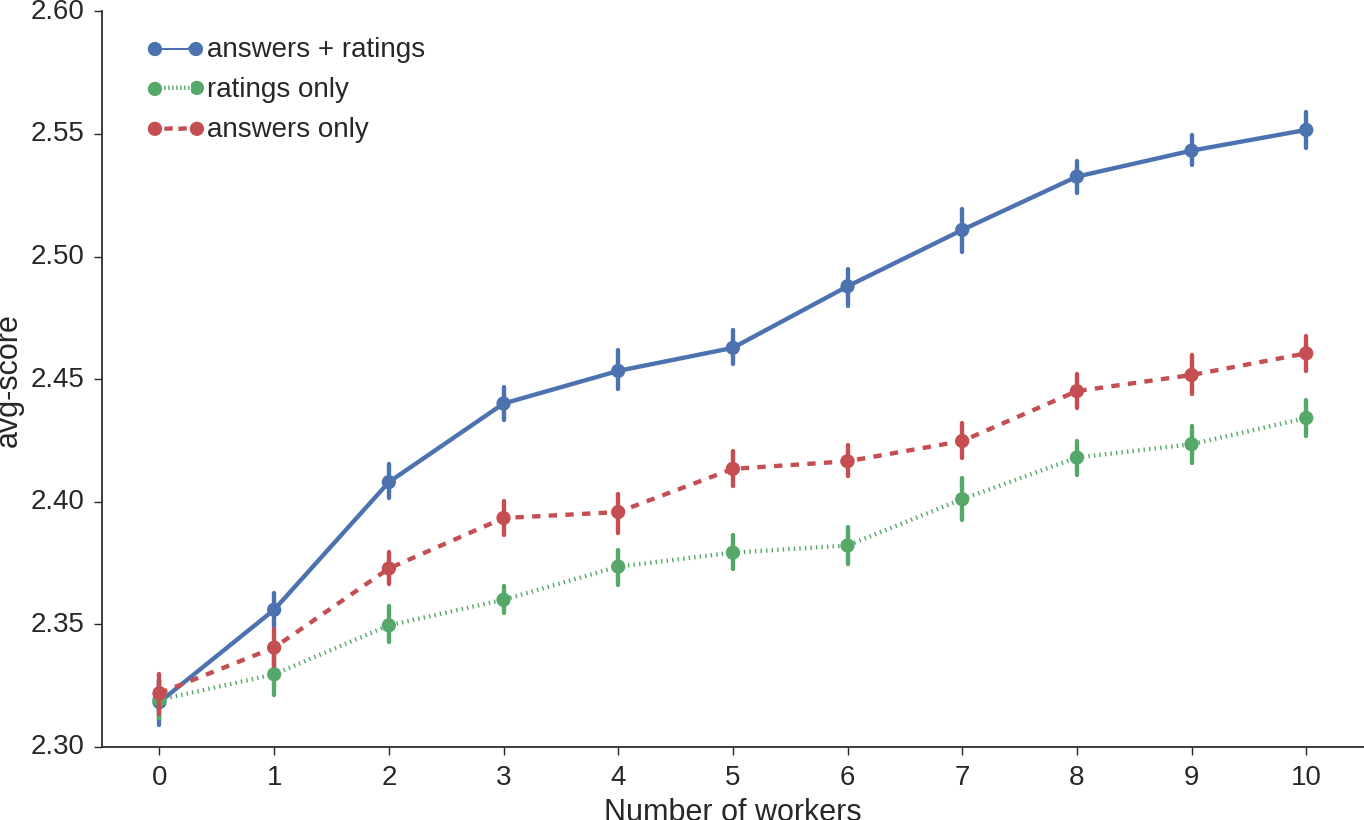 2.60
2.55
2.50
2.45
2.40
2.35
2.30
avg-score
answers + ratings
ratings only
answers only
0 1 2 3 4 5 6 7 8 9 10
Number of workers